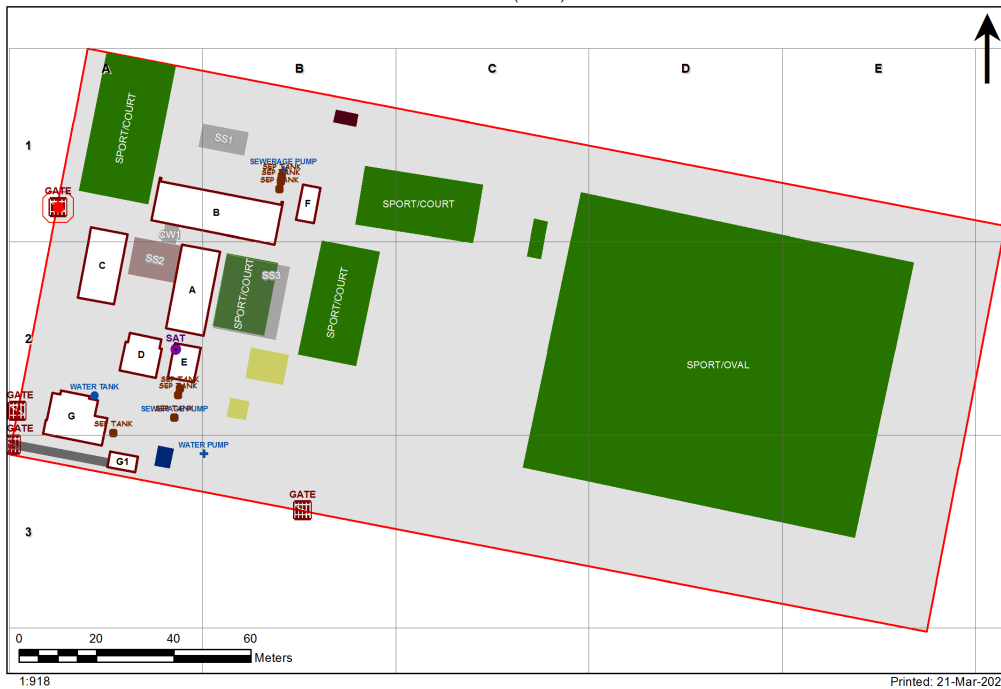 A
B
C
D
E
1
SPORT/COURT
SS1
SEWERAGE PUMP
SEP TANK
SEP TANK
SEP TANK
GATE
B
F
SPORT/COURT
CW1
C
SS2
A
SPORT/COURT
SS3
SPORT/COURT
2
SAT
D
E
SPORT/OVAL
SEP TANK
SEP TANK
WATER TANK
GATE
SEP TANK
G
SEP TANK
GATE
WATER PUMP
G1
GATE
3
0 20 40 60
Meters
1:918
Printed: 21-Mar-202